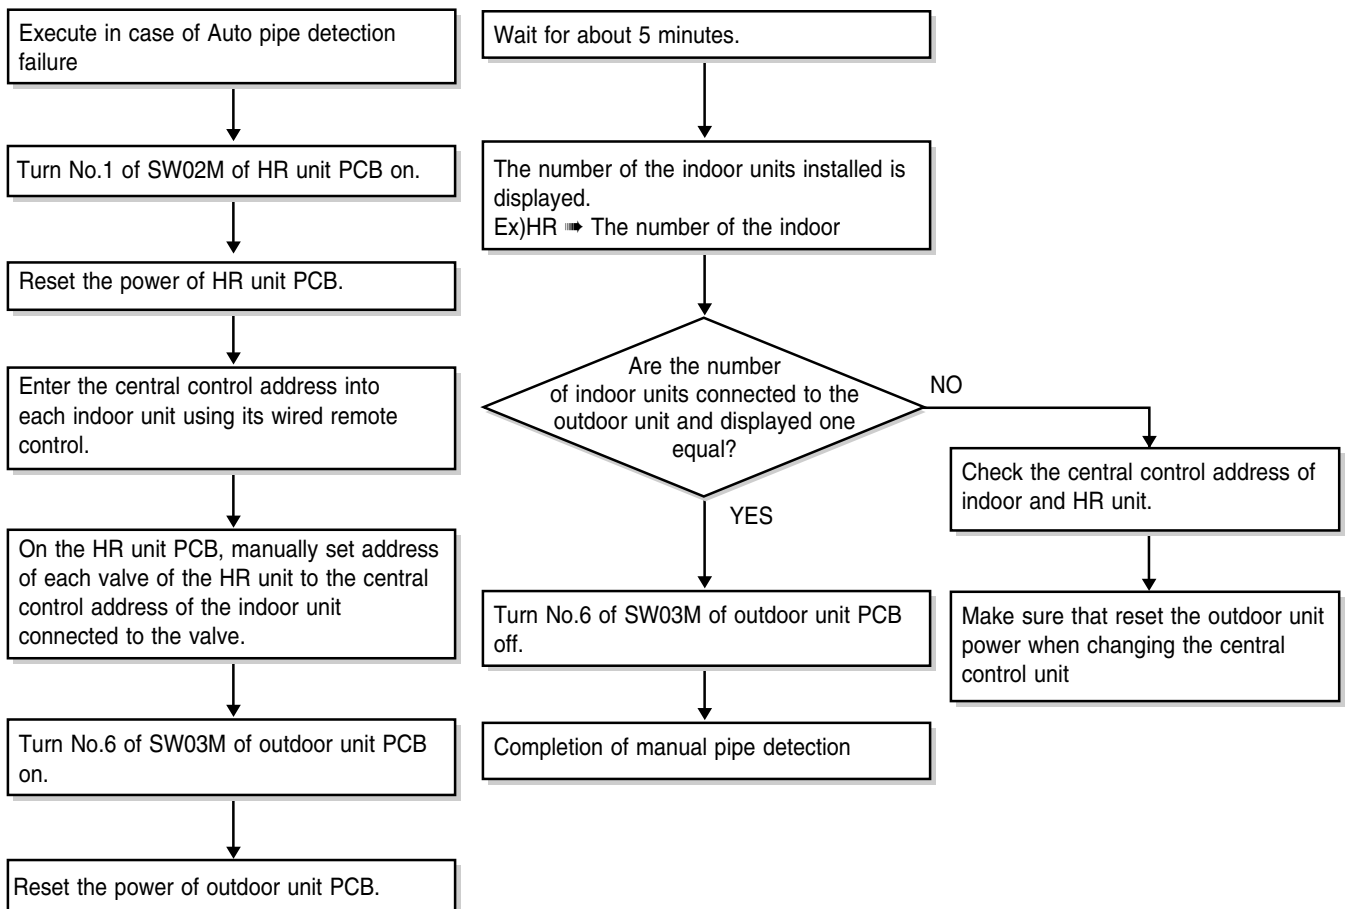 Execute in case of Auto pipe detection
failure
Turn No.1 of SW02M of HR unit PCB on.
Reset the power of HR unit PCB.
Enter the central control address into
each indoor unit using its wired remote
control.
On the HR unit PCB, manually set address
of each valve of the HR unit to the central
control address of the indoor unit
connected to the valve.
Turn No.6 of SW03M of outdoor unit PCB
on.
Reset the power of outdoor unit PCB.
Wait for about 5 minutes.
The number of the indoor units installed is
displayed.
Ex)HR ➠ The number of the indoor
Are the number
of indoor units connected to the
outdoor unit and displayed one
equal?
NO
YES
Turn No.6 of SW03M of outdoor unit PCB
off.
Completion of manual pipe detection
Check the central control address of
indoor and HR unit.
Make sure that reset the outdoor unit
power when changing the central
control unit